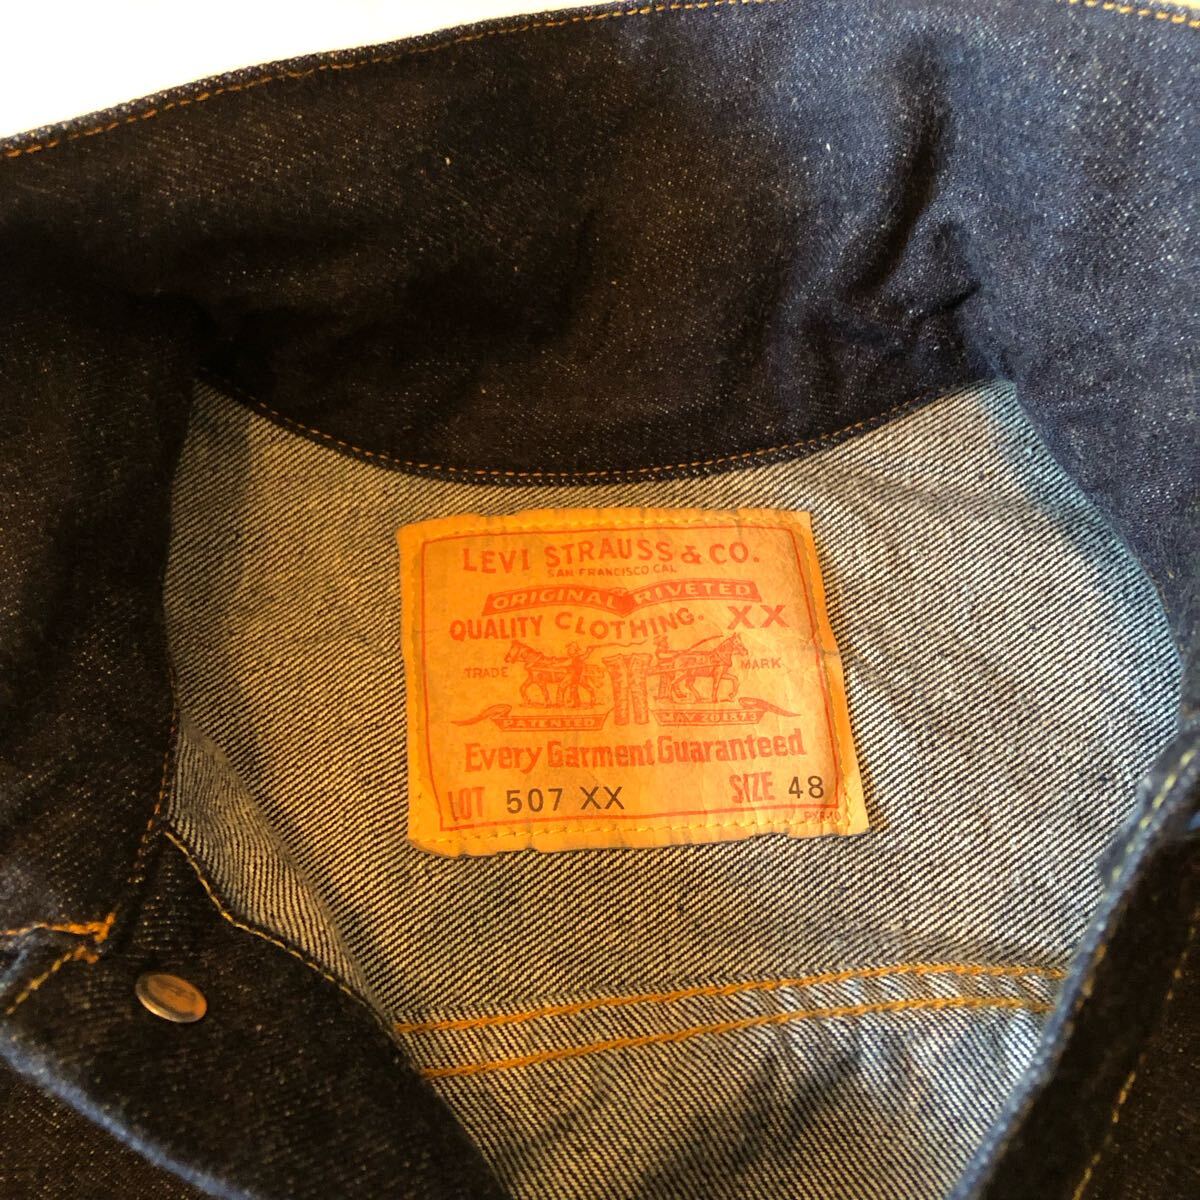 LEVI STRAUSS & CO.
SAN FRANCISCO CAL
ORIGINAL RIVETED
QUALITY CLOTHING. XX
TRADE MARK
PATENTED MAY 20 1873
Every Garment Guaranteed
LOT 507 XX SIZE 48